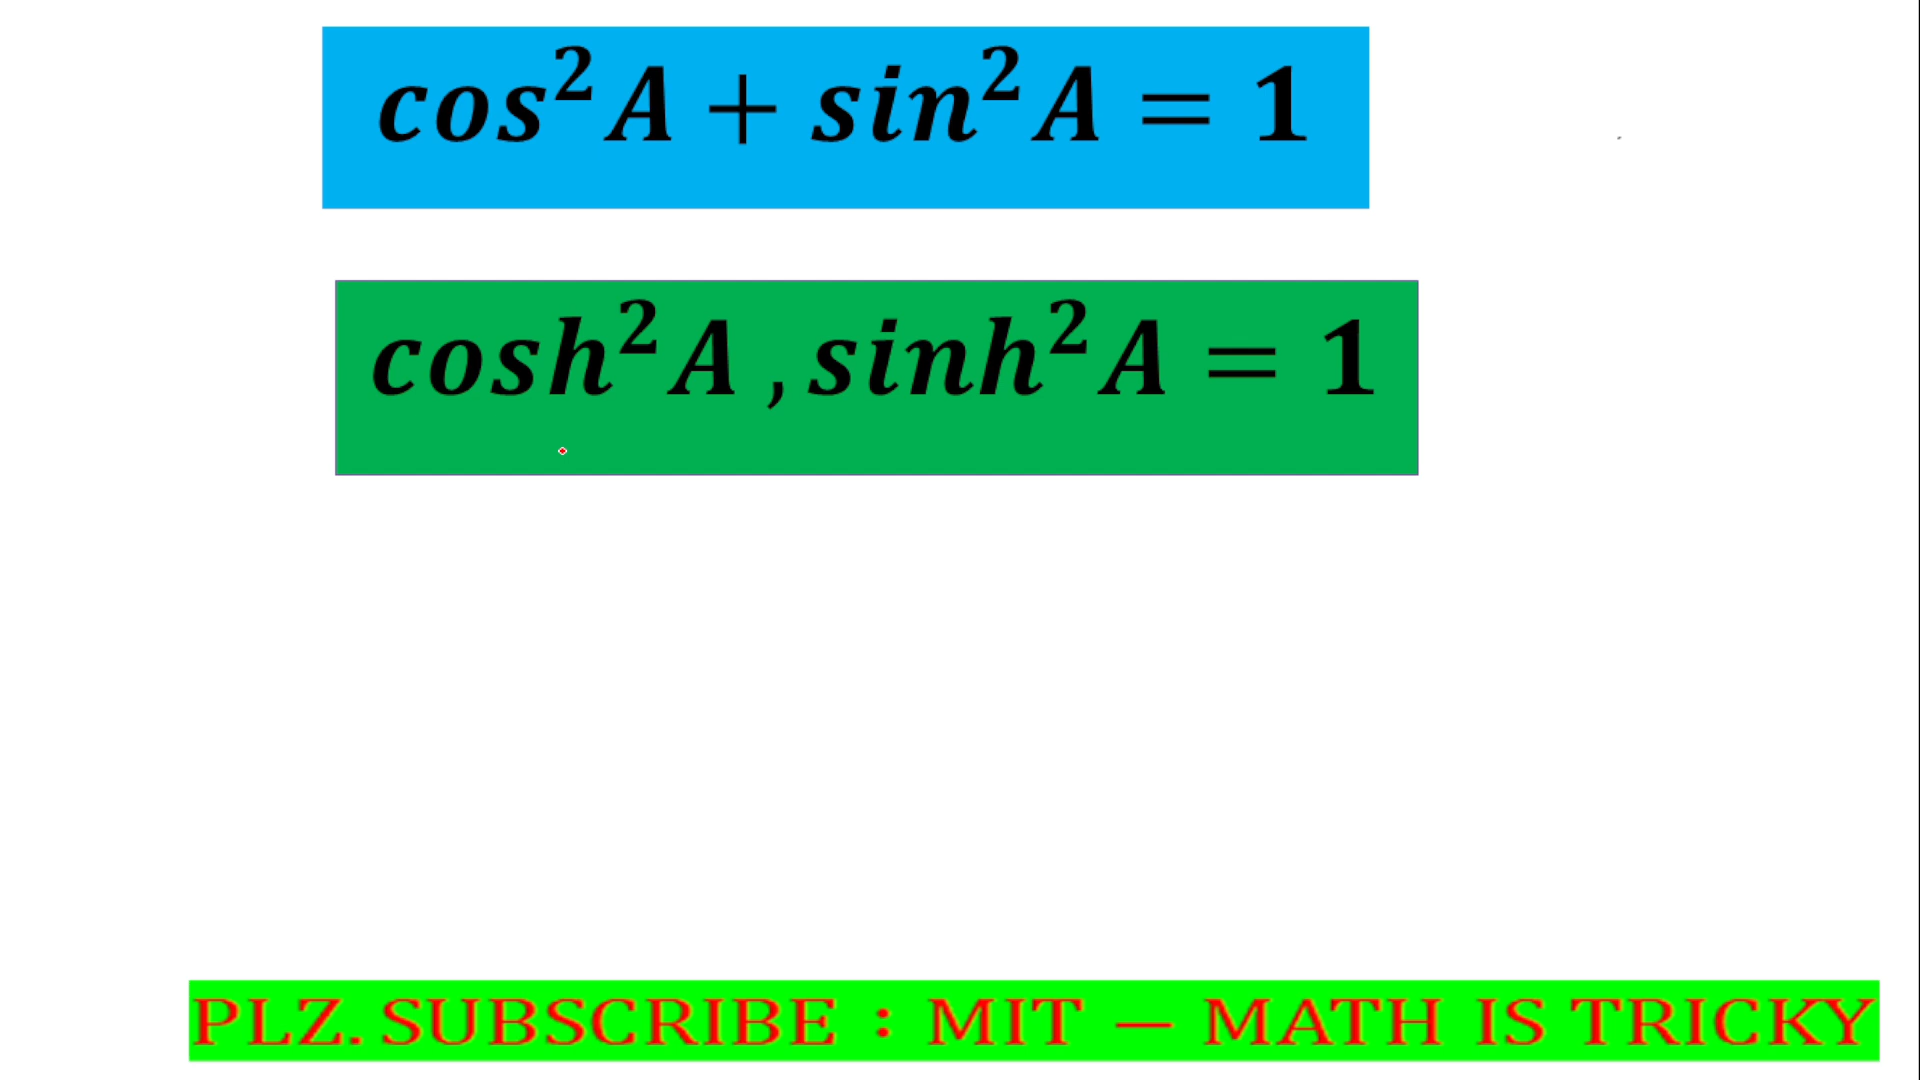 cos²A + sin²A = 1
cosh²A , sinh²A = 1
PLZ. SUBSCRIBE : MIT – MATH IS TRICKY